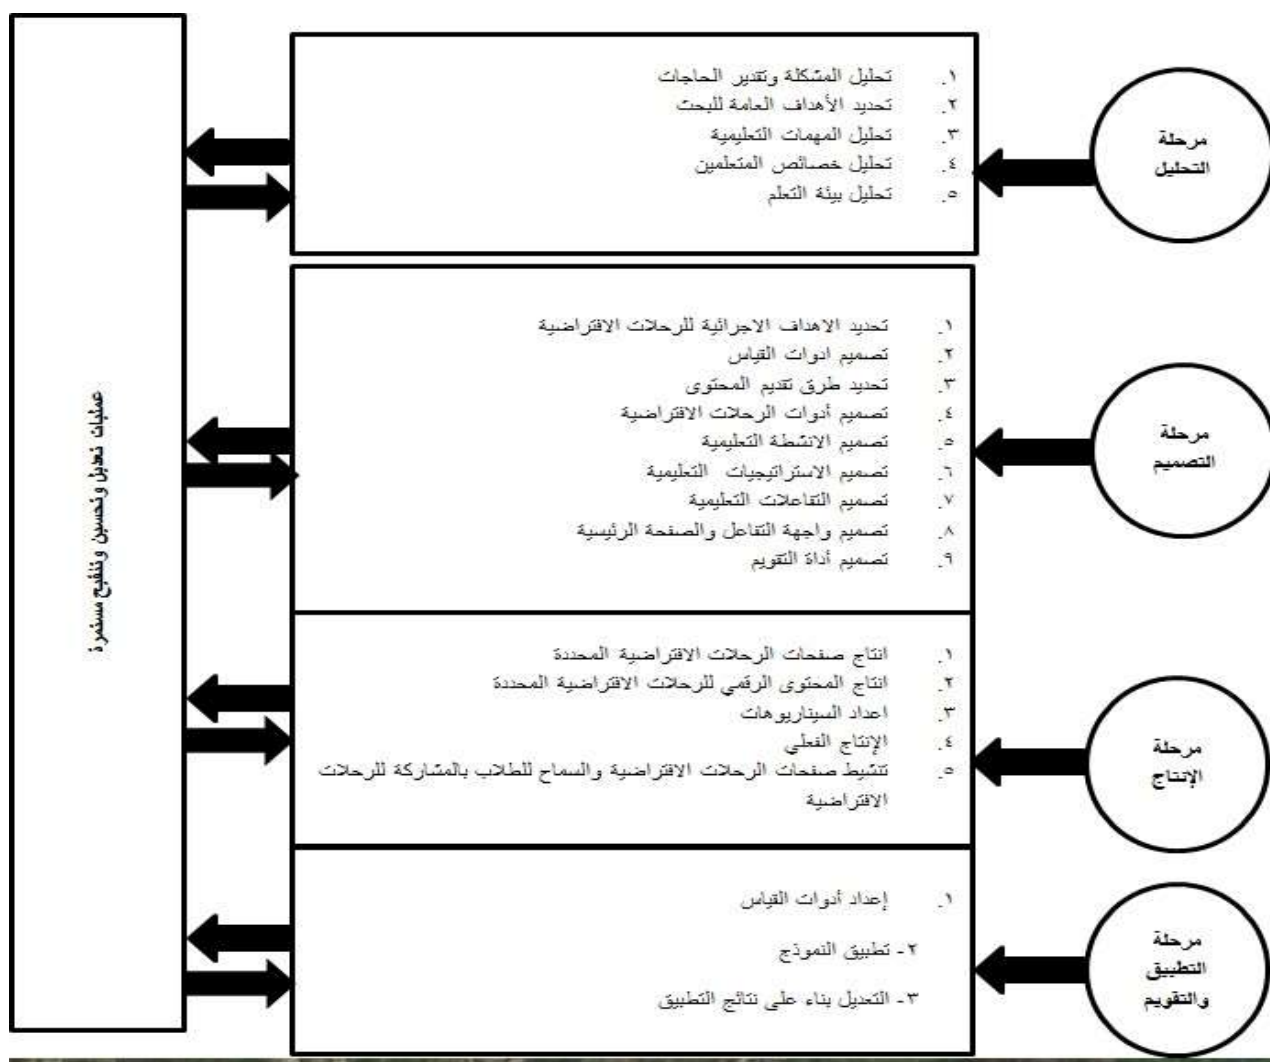 مرحلة
التحليل
١. تحليل المشكلة وتقدير الحاجات
٢. تحديد الأهداف العامة للبحث
٣. تحليل المهمات التعليمية
٤. تحليل خصائص المتعلمين
٥. تحليل بيئة التعلم
مرحلة
التصميم
١. تحديد الاهداف الاجرائية للرحلات الافتراضية
٢. تصميم ادوات القياس
٣. تحديد طرق تقديم المحتوى
٤. تصميم أدوات الرحلات الافتراضية
٥. تصميم الانشطة التعليمية
٦. تصميم الاستراتيجيات التعليمية
٧. تصميم التفاعلات التعليمية
٨. تصميم واجهة التفاعل والصفحة الرئيسية
٩. تصميم أداة التقويم
مرحلة
الإنتاج
١. انتاج صفحات الرحلات الافتراضية المحددة
٢. انتاج المحتوى الرقمي للرحلات الافتراضية المحددة
٣. اعداد السيناريوهات
٤. الإنتاج الفعلي
٥. تنشيط صفحات الرحلات الافتراضية والسماح للطلاب بالمشاركة للرحلات
الافتراضية
مرحلة
التطبيق
والتقويم
١. إعداد أدوات القياس
٢- تطبيق النموذج
٣- التعديل بناء على نتائج التطبيق
عمليات تعديل وتحسين وتنقيح مستمرة